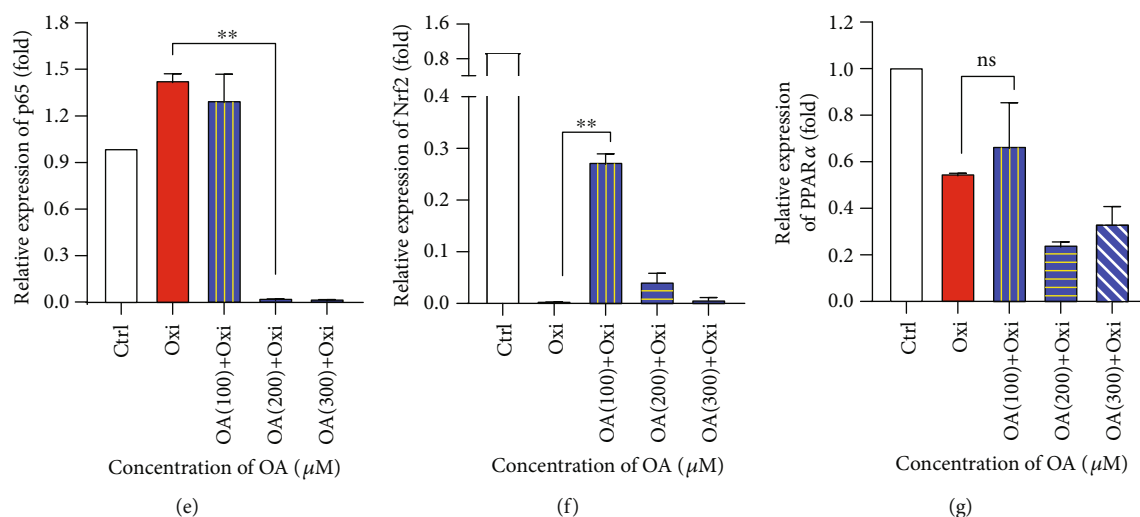 Relative expression of p65 (fold)
1.8
1.5
1.2
0.9
0.6
0.3
0.0
**
Ctrl
Oxi
OA(100)+Oxi
OA(200)+Oxi
OA(300)+Oxi
Concentration of OA (μM)
(e)
Relative expression of Nrf2 (fold)
1.2
0.8
0.4
0.3
0.2
0.1
0.0
**
Ctrl
Oxi
OA(100)+Oxi
OA(200)+Oxi
OA(300)+Oxi
Concentration of OA (μM)
(f)
Relative expression
of PPARα (fold)
1.2
1.0
0.8
0.6
0.4
0.2
0.0
ns
Ctrl
Oxi
OA(100)+Oxi
OA(200)+Oxi
OA(300)+Oxi
Concentration of OA (μM)
(g)